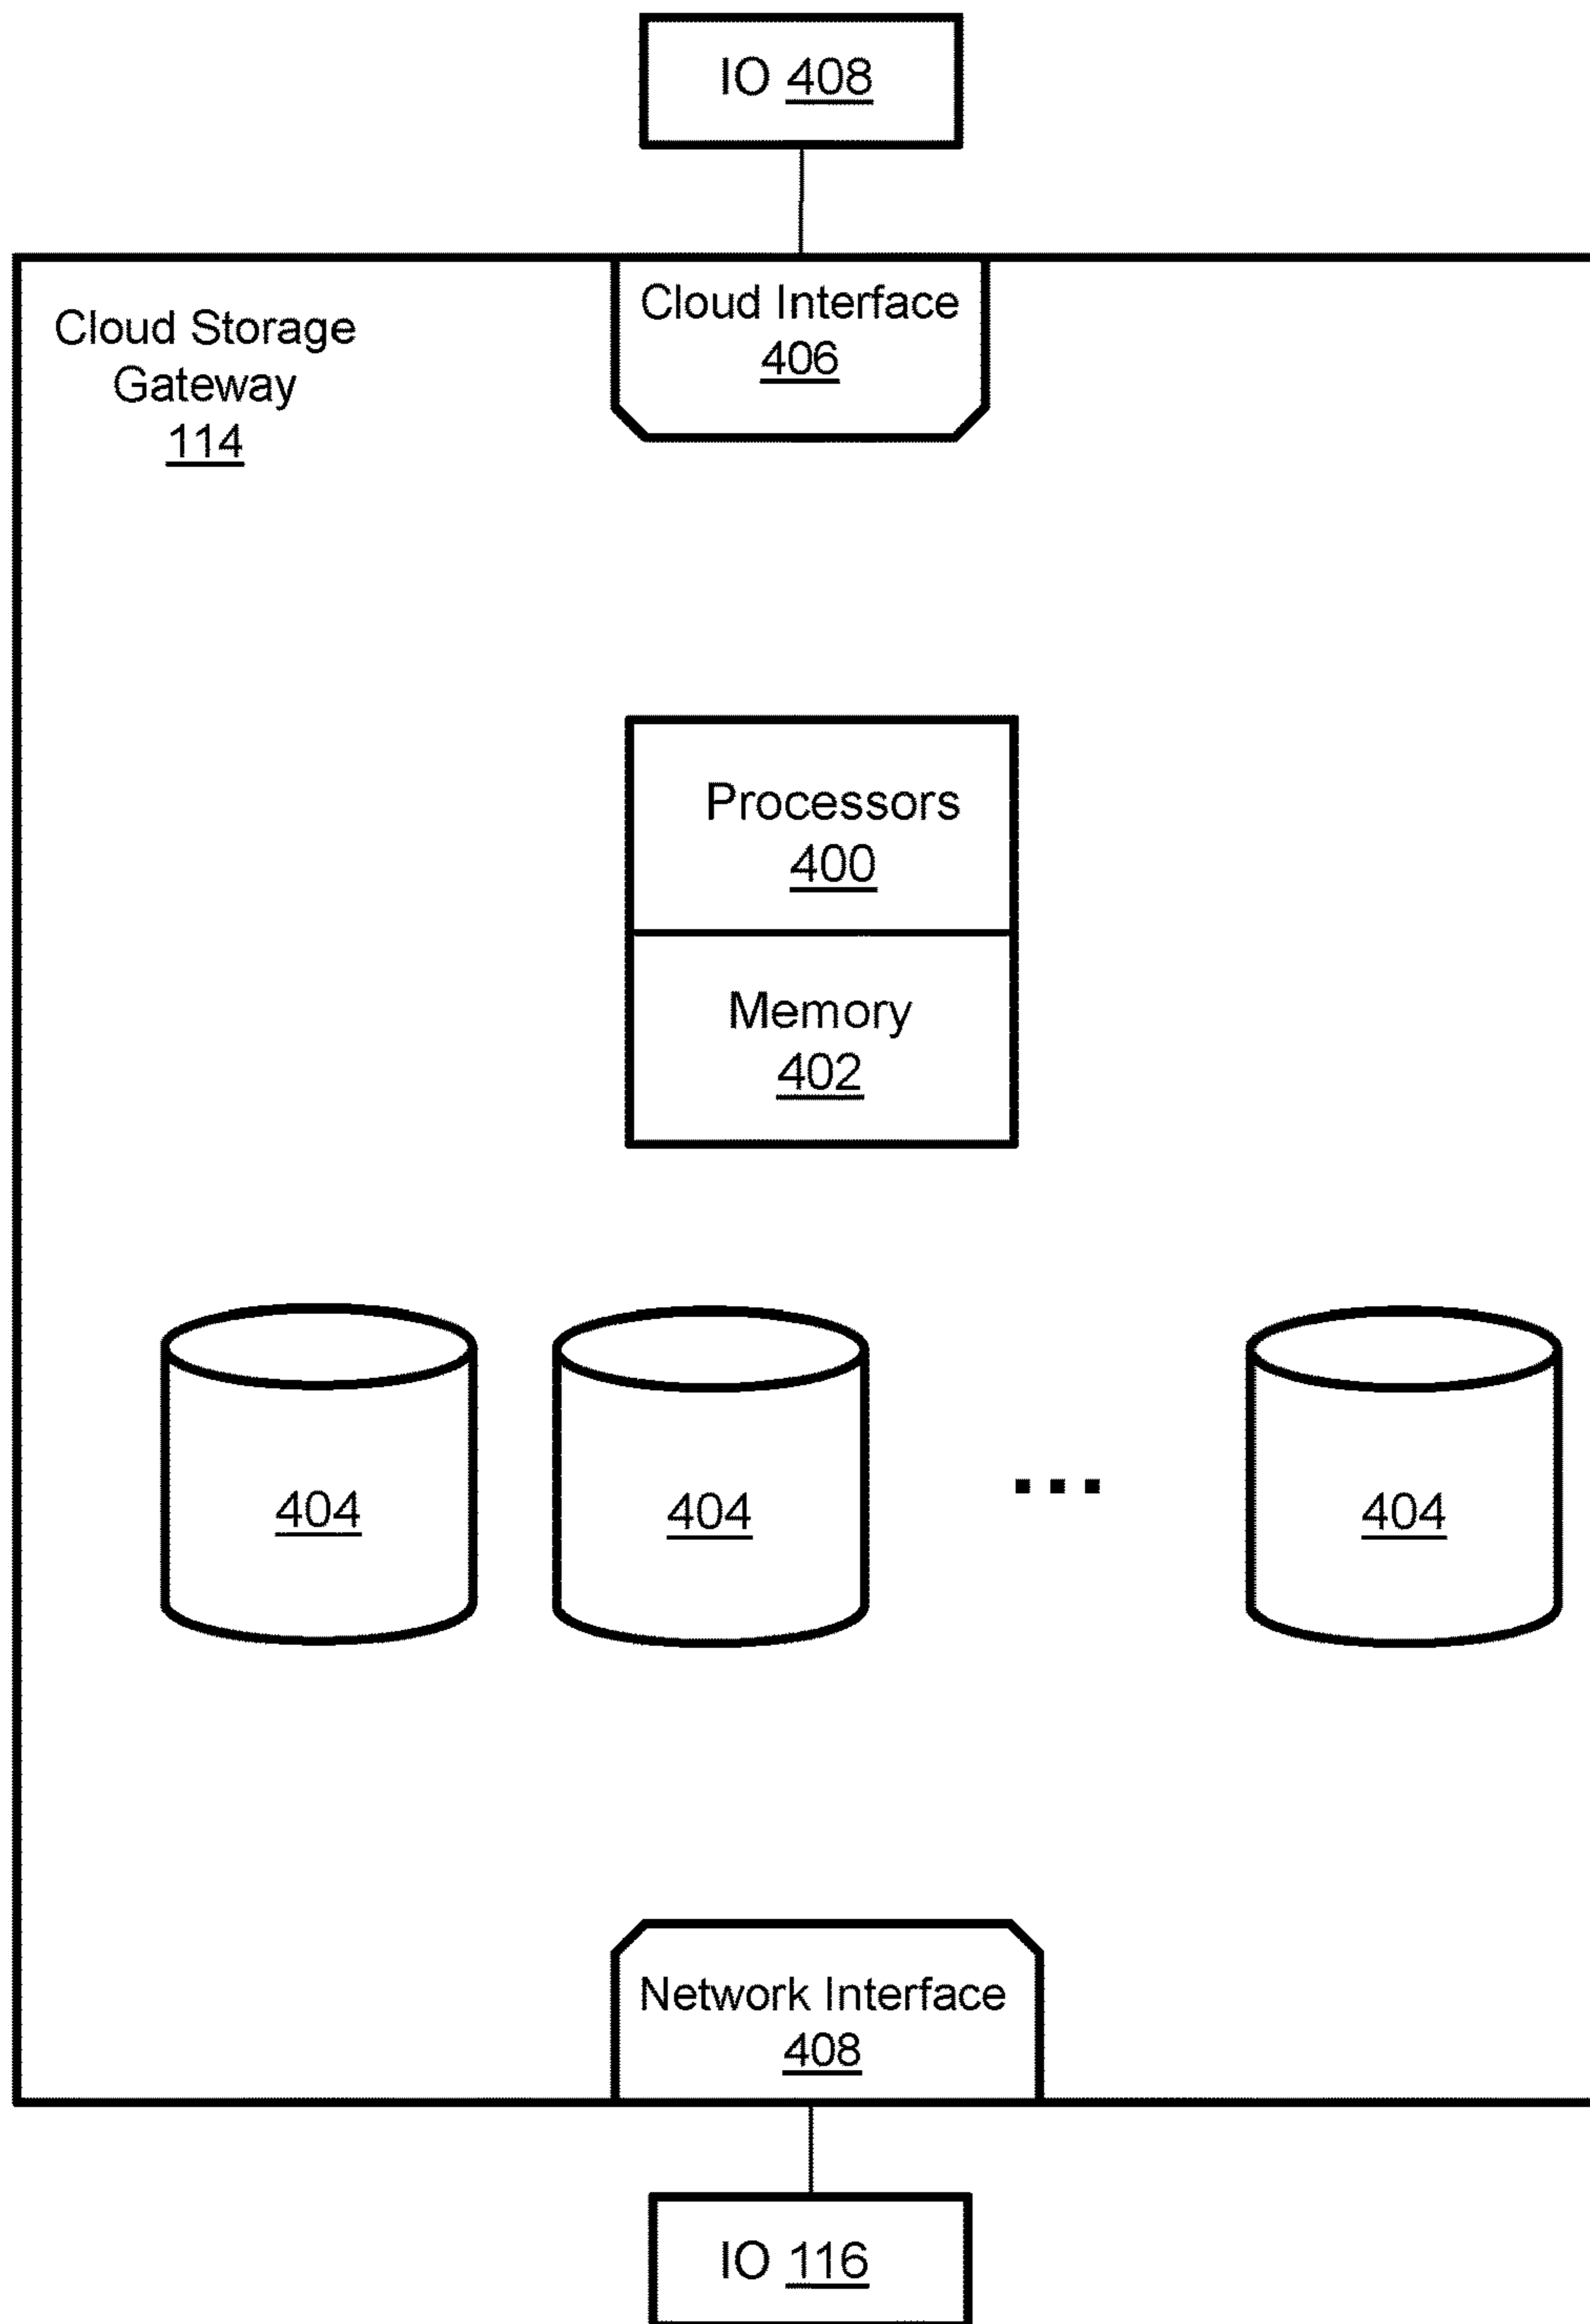 IO 408
Cloud Storage
Gateway
114
Cloud Interface
406
Processors
400
Memory
402
404
404
...
404
Network Interface
408
IO 116